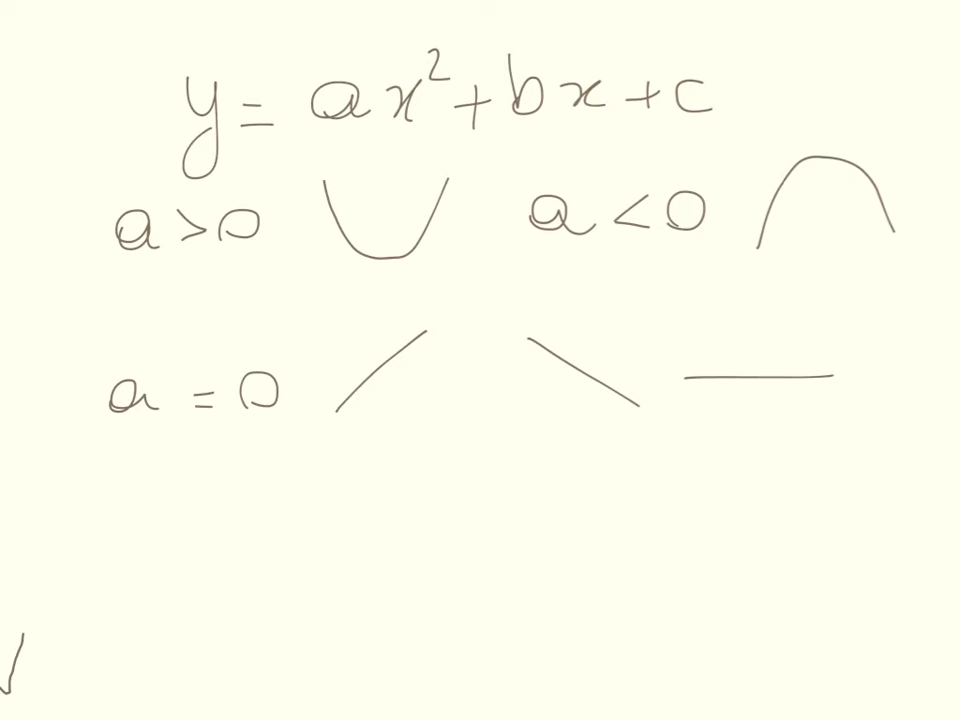 y = ax² + bx + c
a > 0 a < 0
a = 0